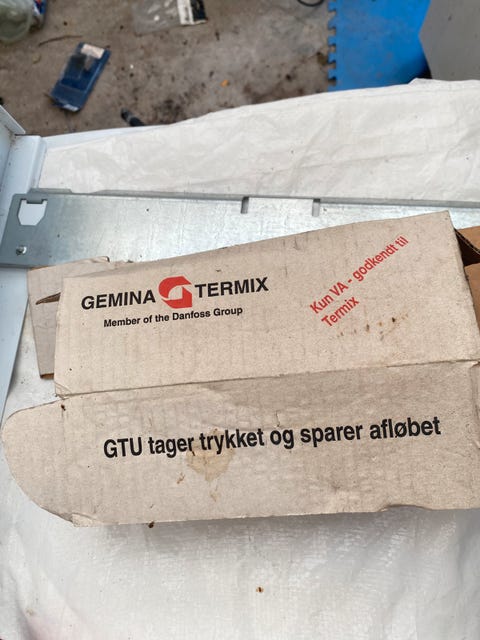 GEMINA TERMIX
Member of the Danfoss Group
Kun VA - godkendt til
Termix
GTU tager trykket og sparer afløbet